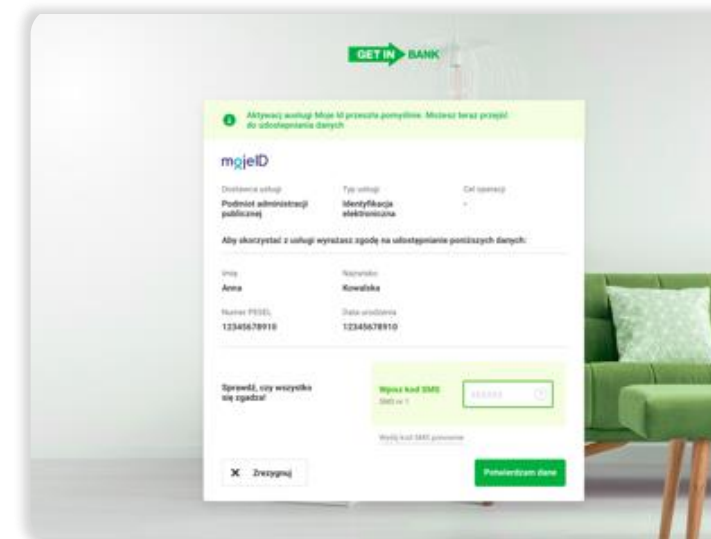 GET IN BANK
Aktywacj auslugi Moje Id przeszła pomyślnie. Możesz teraz przejść
do udostępniania danych
mojeID
Dostawca usługi Typ usługi Cel operacji
Podmiot administracji publicznej Identyfikacja elektroniczna -
Aby skorzystać z usługi wyrażasz zgodę na udostępnianie poniższych danych:
Imię Nazwisko
Anna Kowalska
Numer PESEL Data urodzenia
12345678910 12345678910
Sprawdź, czy wszystko
się zgadza!
Wpisz kod SMS
SMS nr 1
Wyślij kod SMS ponownie
X Zrezygnuj
Potwierdzam dane